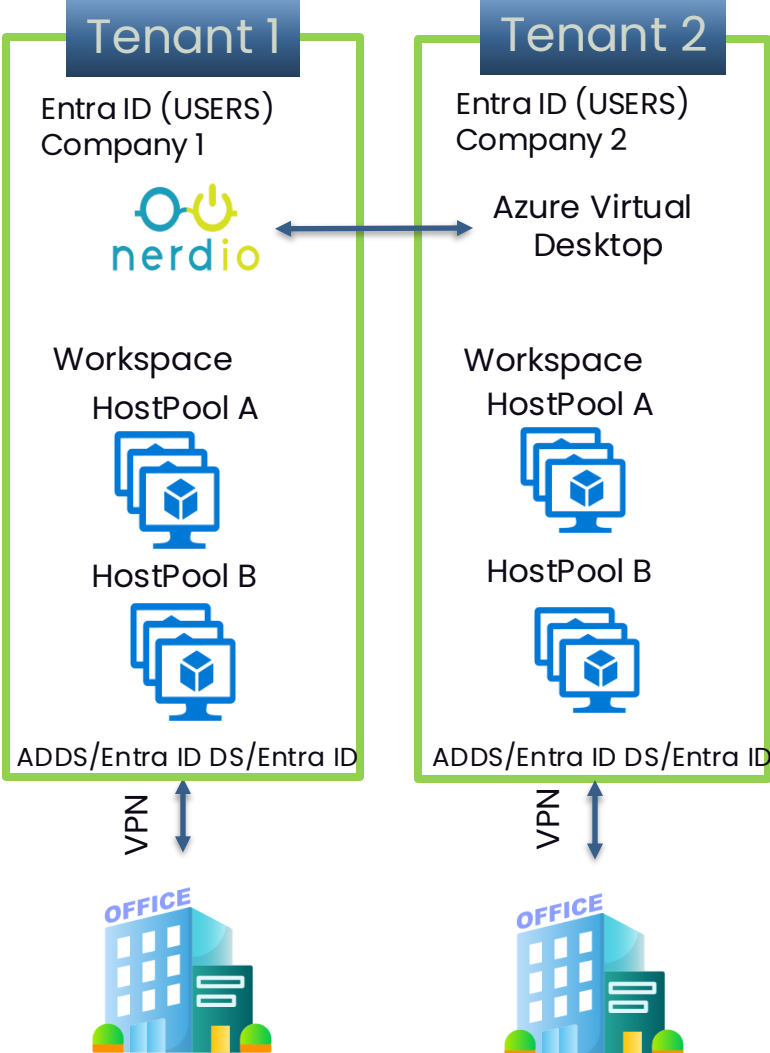 Tenant 1
Entra ID (USERS)
Company 1
nerdio
Workspace
HostPool A
HostPool B
ADDS/Entra ID DS/Entra ID
VPN
OFFICE
Tenant 2
Entra ID (USERS)
Company 2
Azure Virtual
Desktop
Workspace
HostPool A
HostPool B
ADDS/Entra ID DS/Entra ID
VPN
OFFICE